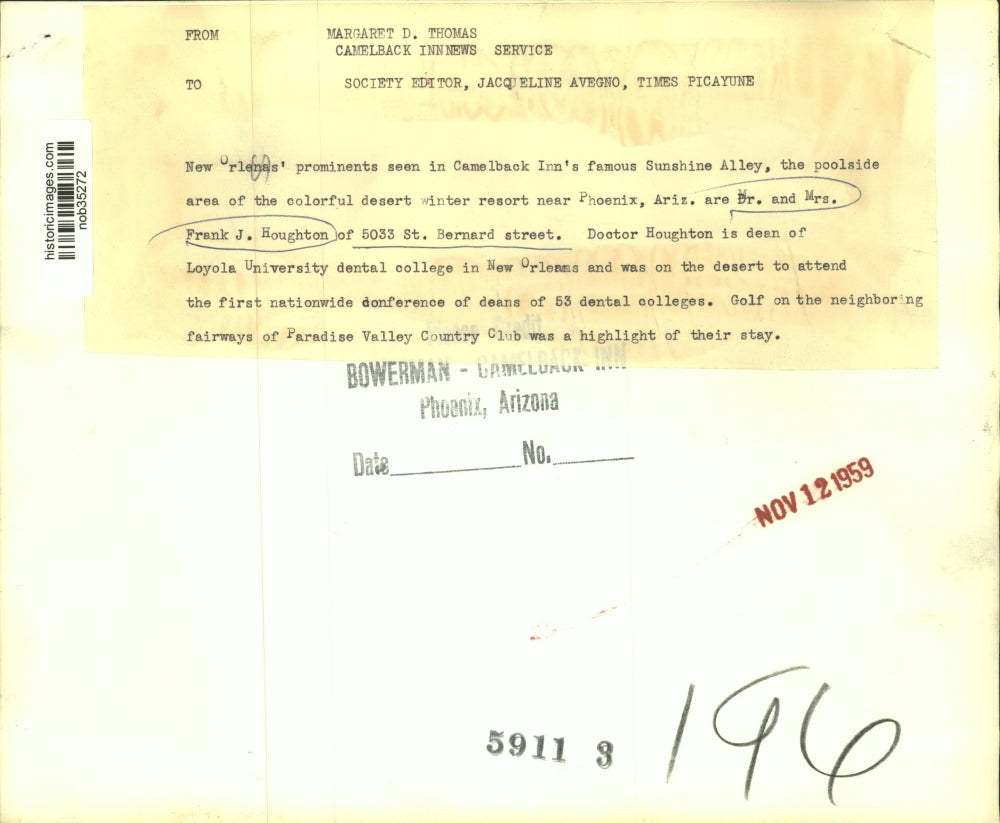 FROM MARGARET D. THOMAS
CAMELBACK INNNEWS SERVICE
TO SOCIETY EDITOR, JACQUELINE AVEGNO, TIMES PICAYUNE
New Orlenas' prominents seen in Camelback Inn's famous Sunshine Alley, the poolside
area of the colorful desert winter resort near Phoenix, Ariz. are Dr. and Mrs.
Frank J. Houghton of 5033 St. Bernard street. Doctor Houghton is dean of
Loyola University dental college in New Orleans and was on the desert to attend
the first nationwide conference of deans of 53 dental colleges. Golf on the neighboring
fairways of Paradise Valley Country Club was a highlight of their stay.
BOWERMAN - CAMELBACK INN
Phoenix, Arizona
Date No.
NOV 12 1959
5911 3
196
historicimages.com
nob35272